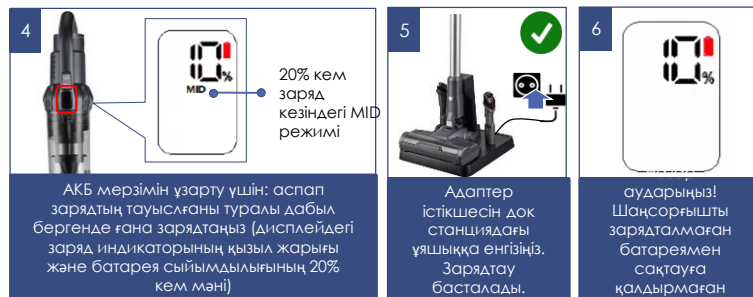 4
10%
MID
20% кем
заряд
кезіндегі MID
режимі
АКБ мерзімін ұзарту үшін: аспап
зарядтың тауыслғаны туралы дабыл
бергенде ғана зарядтаңыз (дисплейдегі
заряд индикаторының қызыл жарығы
және батарея сыйымдылығының 20%
кем мәні)
5
Адаптер
істікшесін док
станциядағы
ұяшыққа енгізіңіз.
Зарядтау
басталады.
6
10%
аударыңыз!
Шаңсорғышты
зарядталмаған
батареямен
сақтауға
қалдырмаған